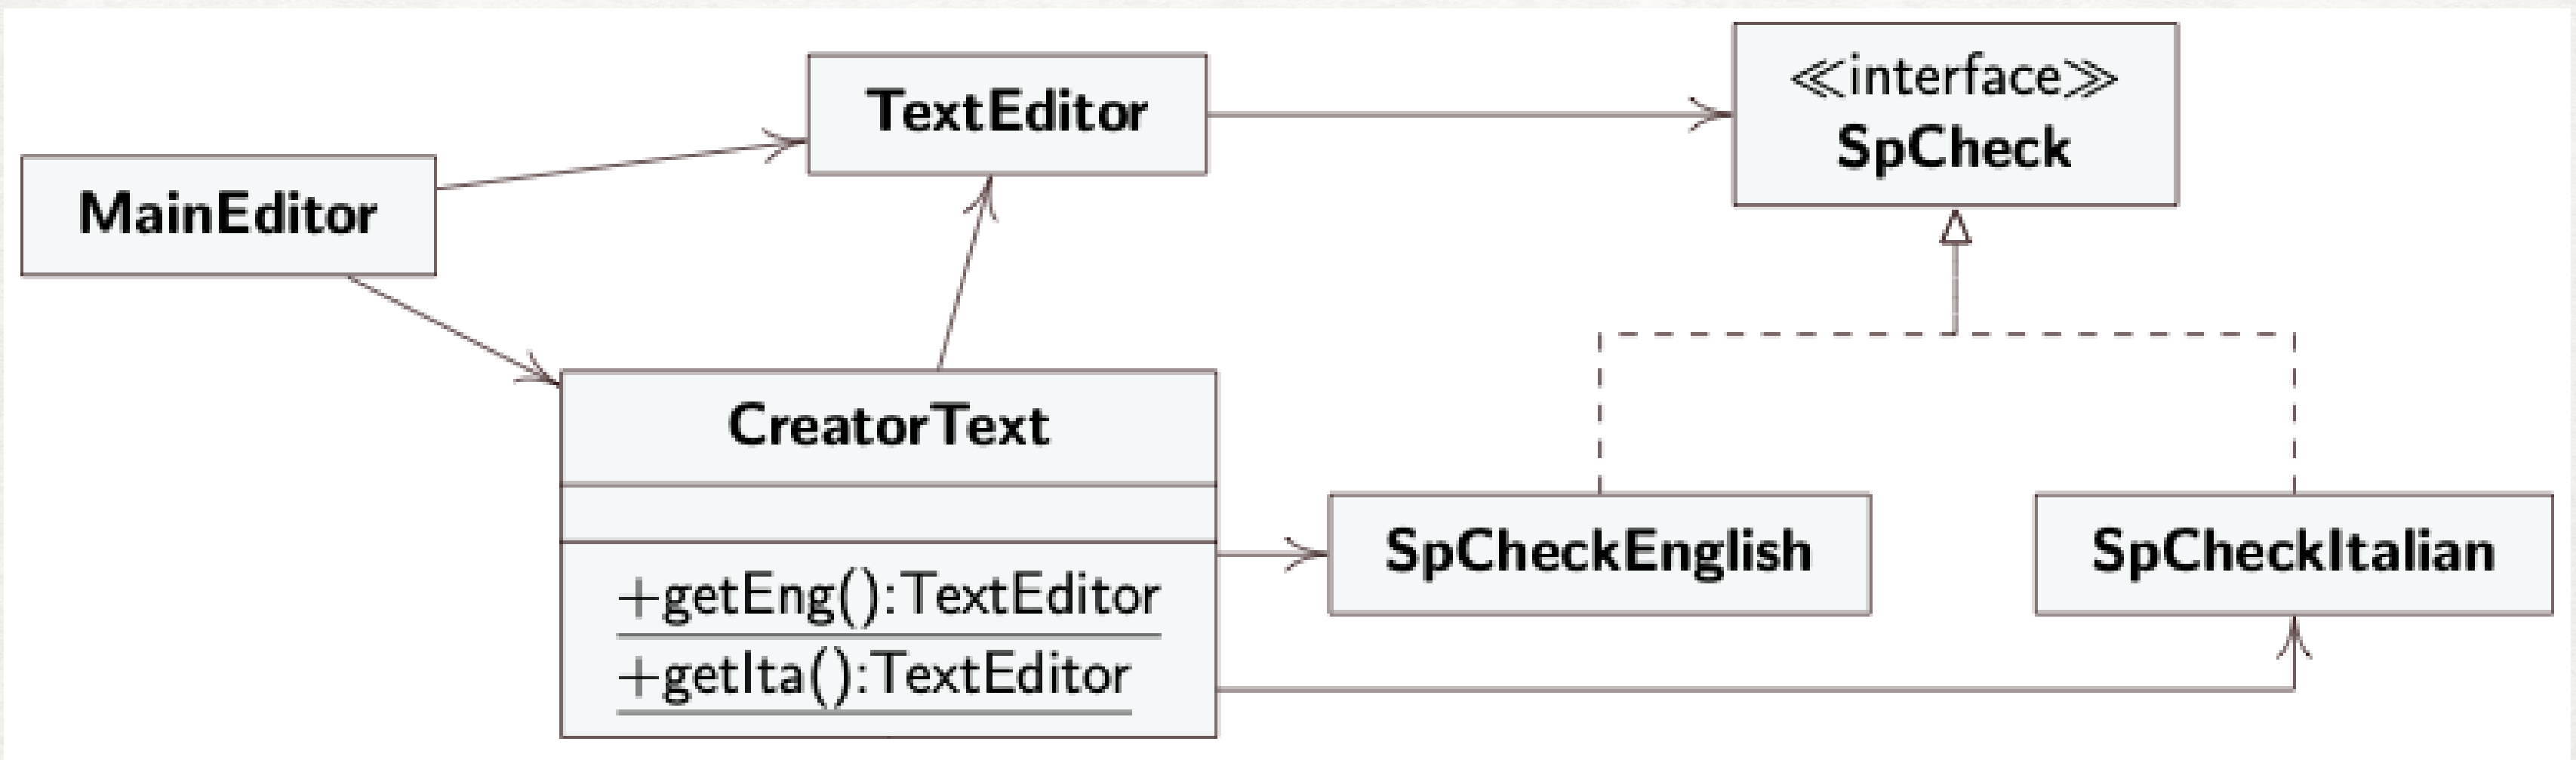 TextEditor
≪interface≫
SpCheck
MainEditor
CreatorText
+getEng():TextEditor
+getIta():TextEditor
SpCheckEnglish
SpCheckItalian